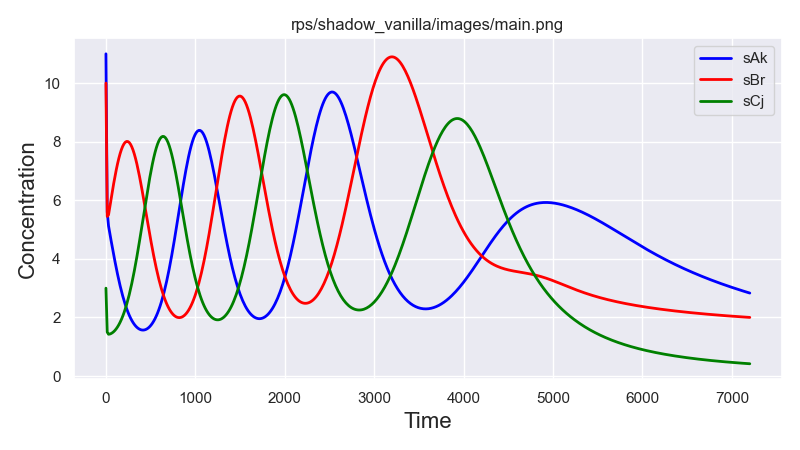 rps/shadow_vanilla/images/main.png
sAk
sBr
sCj
Concentration
10
8
6
4
2
0
0 1000 2000 3000 4000 5000 6000 7000
Time